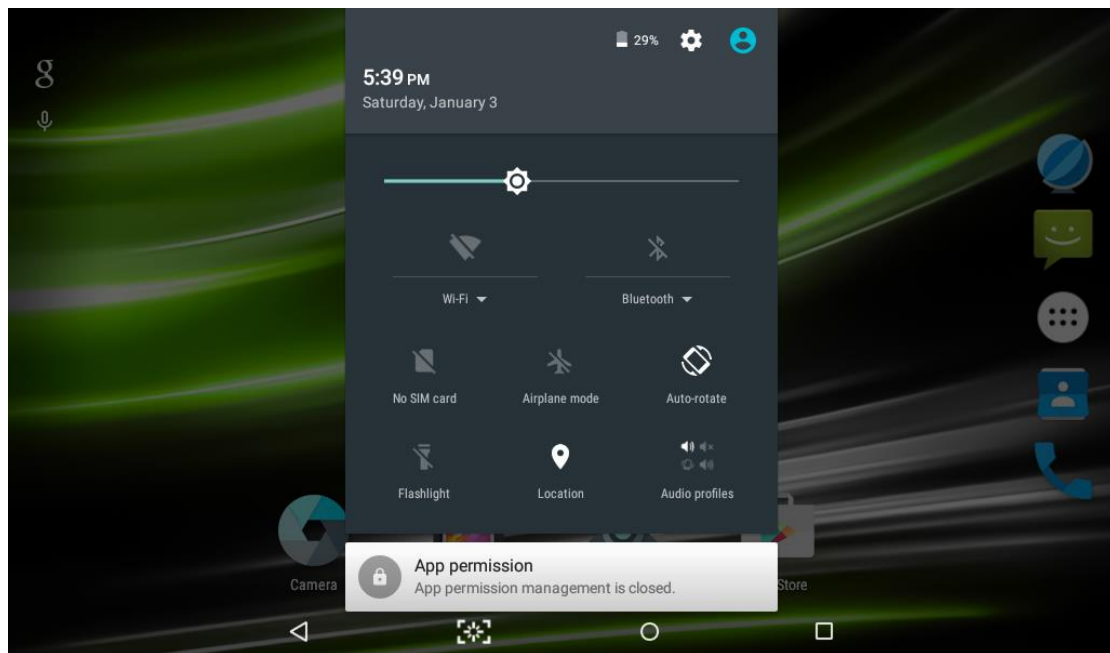 29%
g
5:39 PM
Saturday, January 3
Wi-Fi
Bluetooth
No SIM card
Airplane mode
Auto-rotate
Flashlight
Location
Audio profiles
App permission
App permission management is closed.
Camera
Store